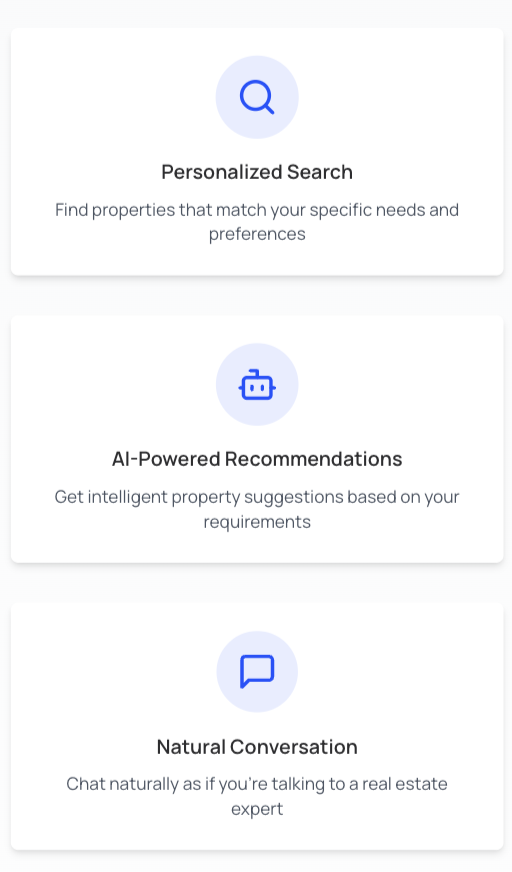 Personalized Search
Find properties that match your specific needs and
preferences
AI-Powered Recommendations
Get intelligent property suggestions based on your
requirements
Natural Conversation
Chat naturally as if you're talking to a real estate
expert